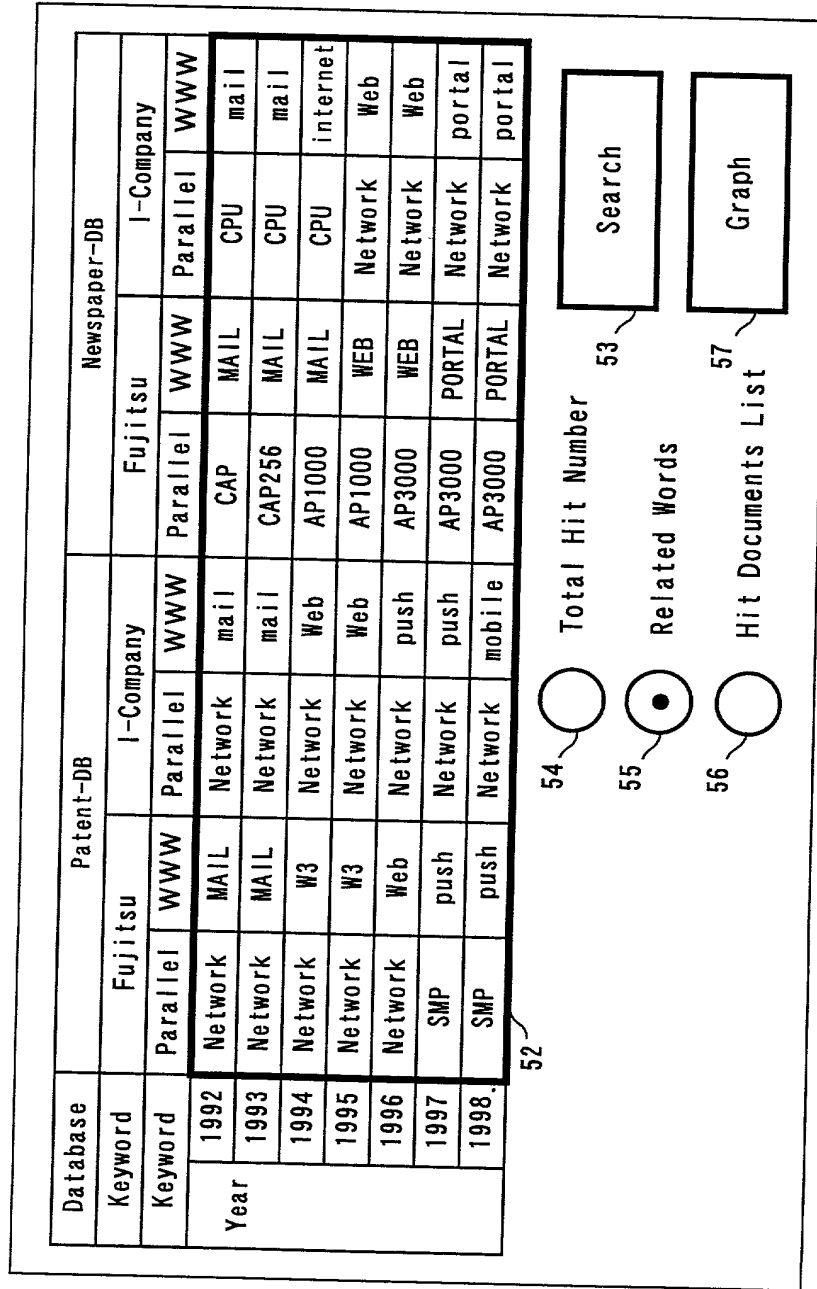 Database Patent-DB Newspaper-DB
Keyword Fujitsu I-Company Fujitsu I-Company
Keyword Parallel WWW Parallel WWW Parallel WWW Parallel WWW
Year
1992 Network MAIL Network mail CAP MAIL CPU mail
1993 Network MAIL Network mail CAP256 MAIL CPU mail
1994 Network W3 Network Web AP1000 MAIL CPU internet
1995 Network W3 Network Web AP1000 WEB Network Web
1996 Network Web Network push AP3000 WEB Network Web
1997 SMP push Network push AP3000 PORTAL Network portal
1998. SMP push Network mobile AP3000 PORTAL Network portal
52
54 Total Hit Number
55 Related Words
56 Hit Documents List
53 Search
57 Graph